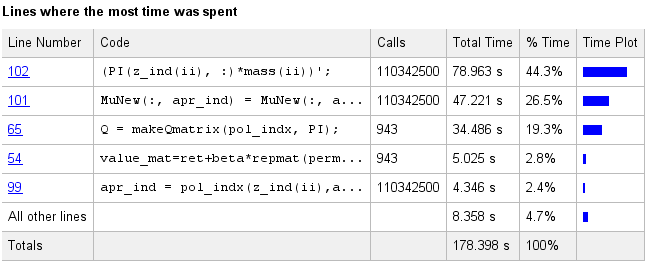 Lines where the most time was spent
Line Number Code Calls Total Time % Time Time Plot
102 (PI(z_ind(ii), :)*mass(ii))'; 110342500 78.963 s 44.3%
101 MuNew(:, apr_ind) = MuNew(:, a... 110342500 47.221 s 26.5%
65 Q = makeQmatrix(pol_indx, PI); 943 34.486 s 19.3%
54 value_mat=ret+beta*repmat(perm... 943 5.025 s 2.8%
99 apr_ind = pol_indx(z_ind(ii),a... 110342500 4.346 s 2.4%
All other lines 8.358 s 4.7%
Totals 178.398 s 100%